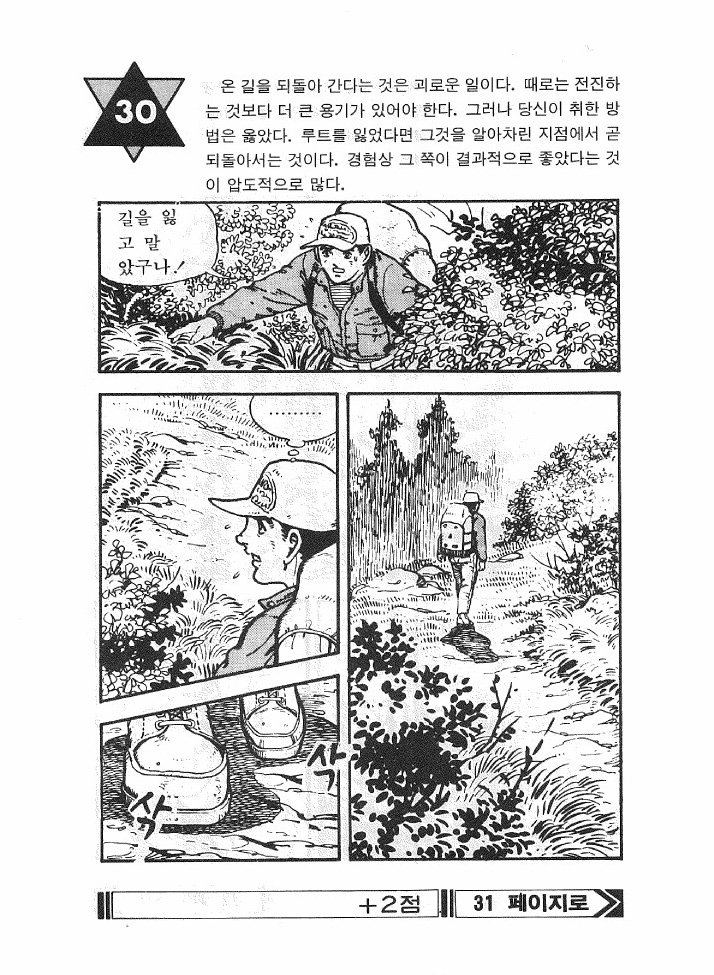 30
온 길을 되돌아 간다는 것은 괴로운 일이다. 때로는 전진하
는 것보다 더 큰 용기가 있어야 한다. 그러나 당신이 취한 방
법은 옳았다. 루트를 잃었다면 그것을 알아차린 지점에서 곧
되돌아서는 것이다. 경험상 그 쪽이 결과적으로 좋았다는 것
이 압도적으로 많다.
길을 잃
고 말
았구나!
.........
삭
삭
+2점
31 페이지로